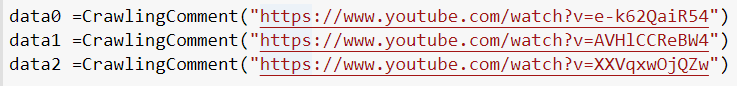 data0 =CrawlingComment("https://www.youtube.com/watch?v=e-k62QaiR54")
data1 =CrawlingComment("https://www.youtube.com/watch?v=AVHlCCReBW4")
data2 =CrawlingComment("https://www.youtube.com/watch?v=XXVqxwOjQZw")